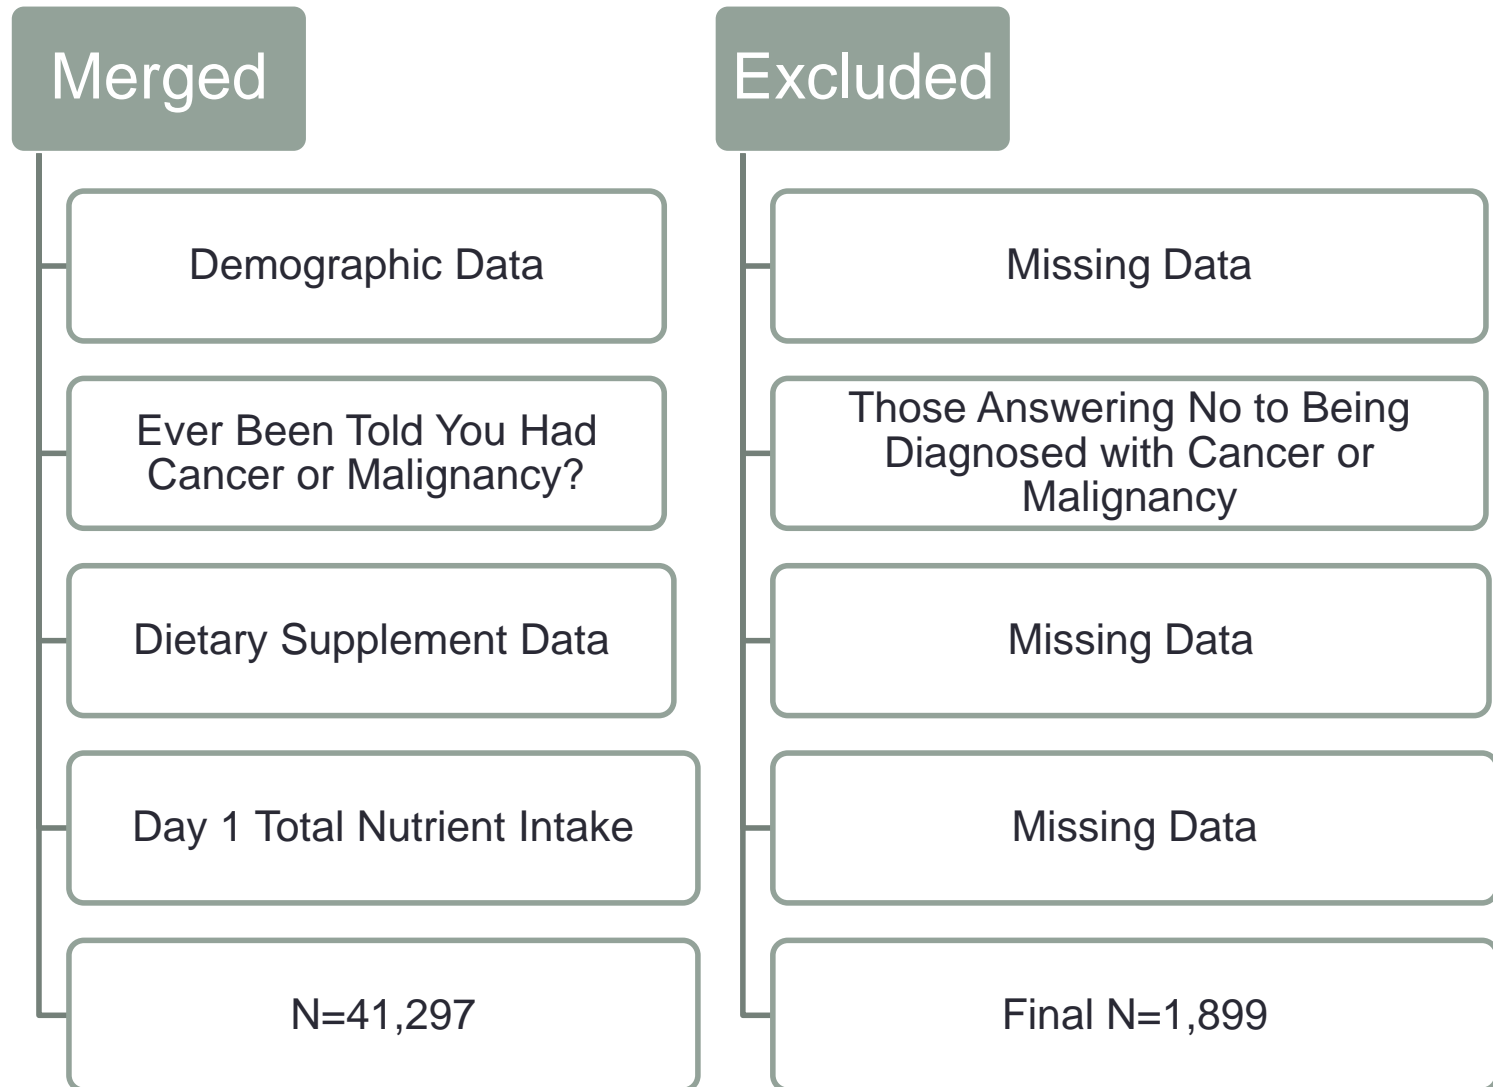 Merged
Demographic Data
Ever Been Told You Had
Cancer or Malignancy?
Dietary Supplement Data
Day 1 Total Nutrient Intake
N=41,297
Excluded
Missing Data
Those Answering No to Being
Diagnosed with Cancer or
Malignancy
Missing Data
Missing Data
Final N=1,899